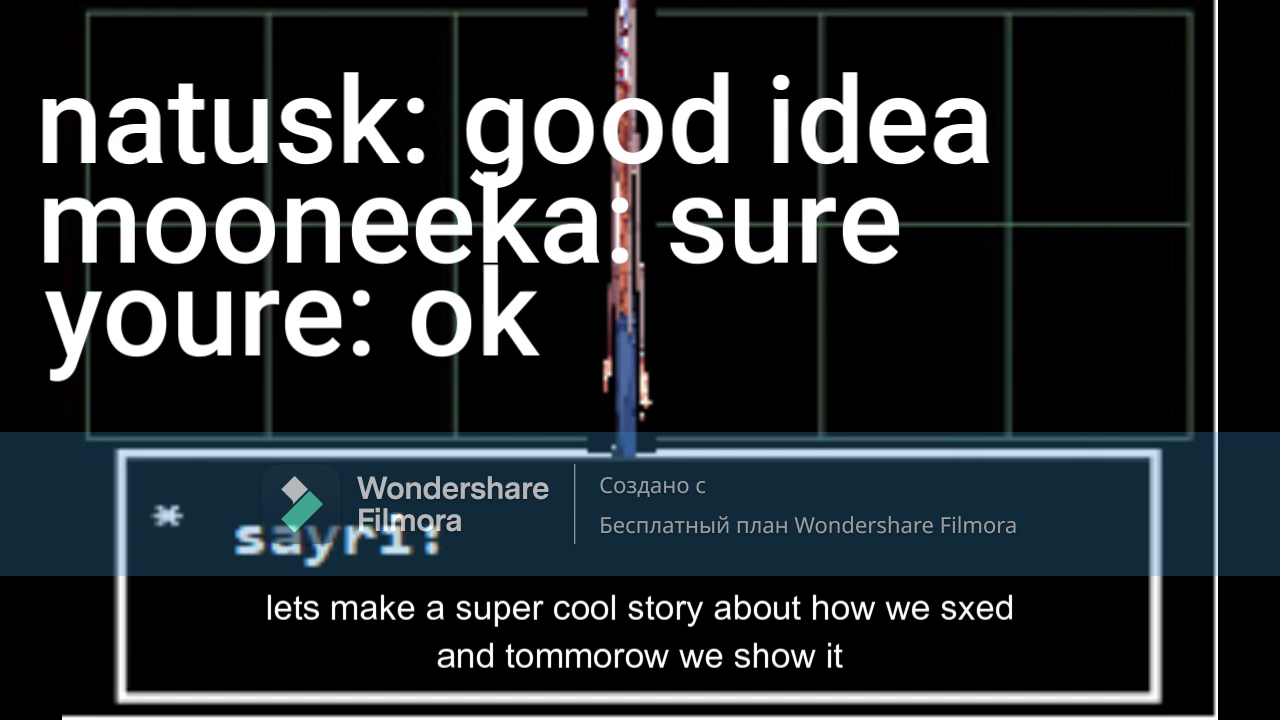 natusk: good idea
mooneeka: sure
youre: ok
Wondershare
Filmora
Создано с
Бесплатный план Wondershare Filmora
* sayri:
lets make a super cool story about how we sxed
and tommorow we show it